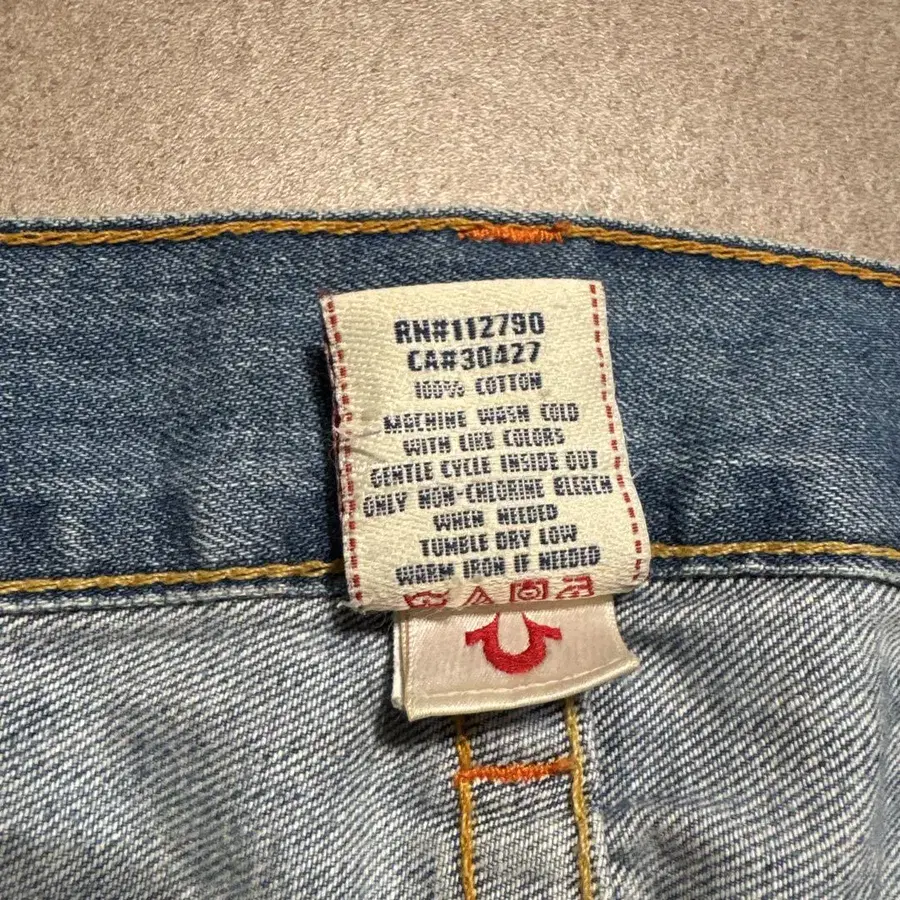 RN#112790
CA#30427
100% COTTON
MACHINE WASH COLD
WITH LIKE COLORS
GENTLE CYCLE INSIDE OUT
ONLY NON-CHLORINE BLEACH
WHEN NEEDED
TUMBLE DRY LOW
WARM IRON IF NEEDED